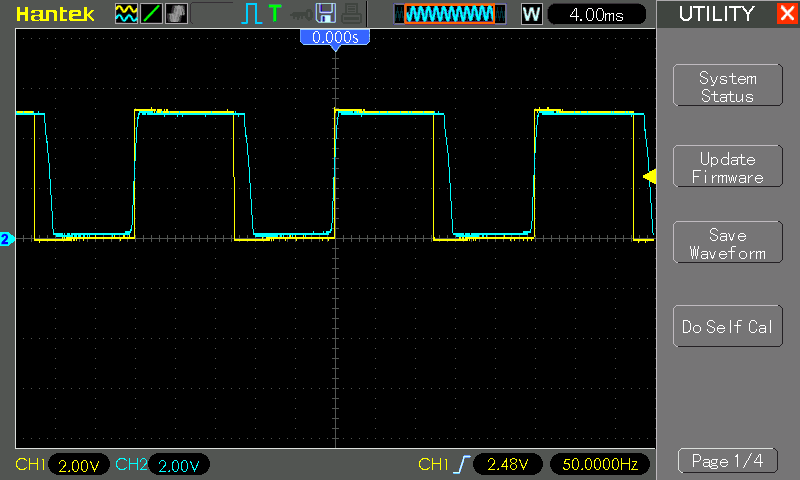 Hantek
T
W
4.00ms
UTILITY
0.000s
System
Status
Update
Firmware
Save
Waveform
2
Do Self Cal
CH1 2.00V CH2 2.00V CH1 2.48V 50.0000Hz
Page 1/4